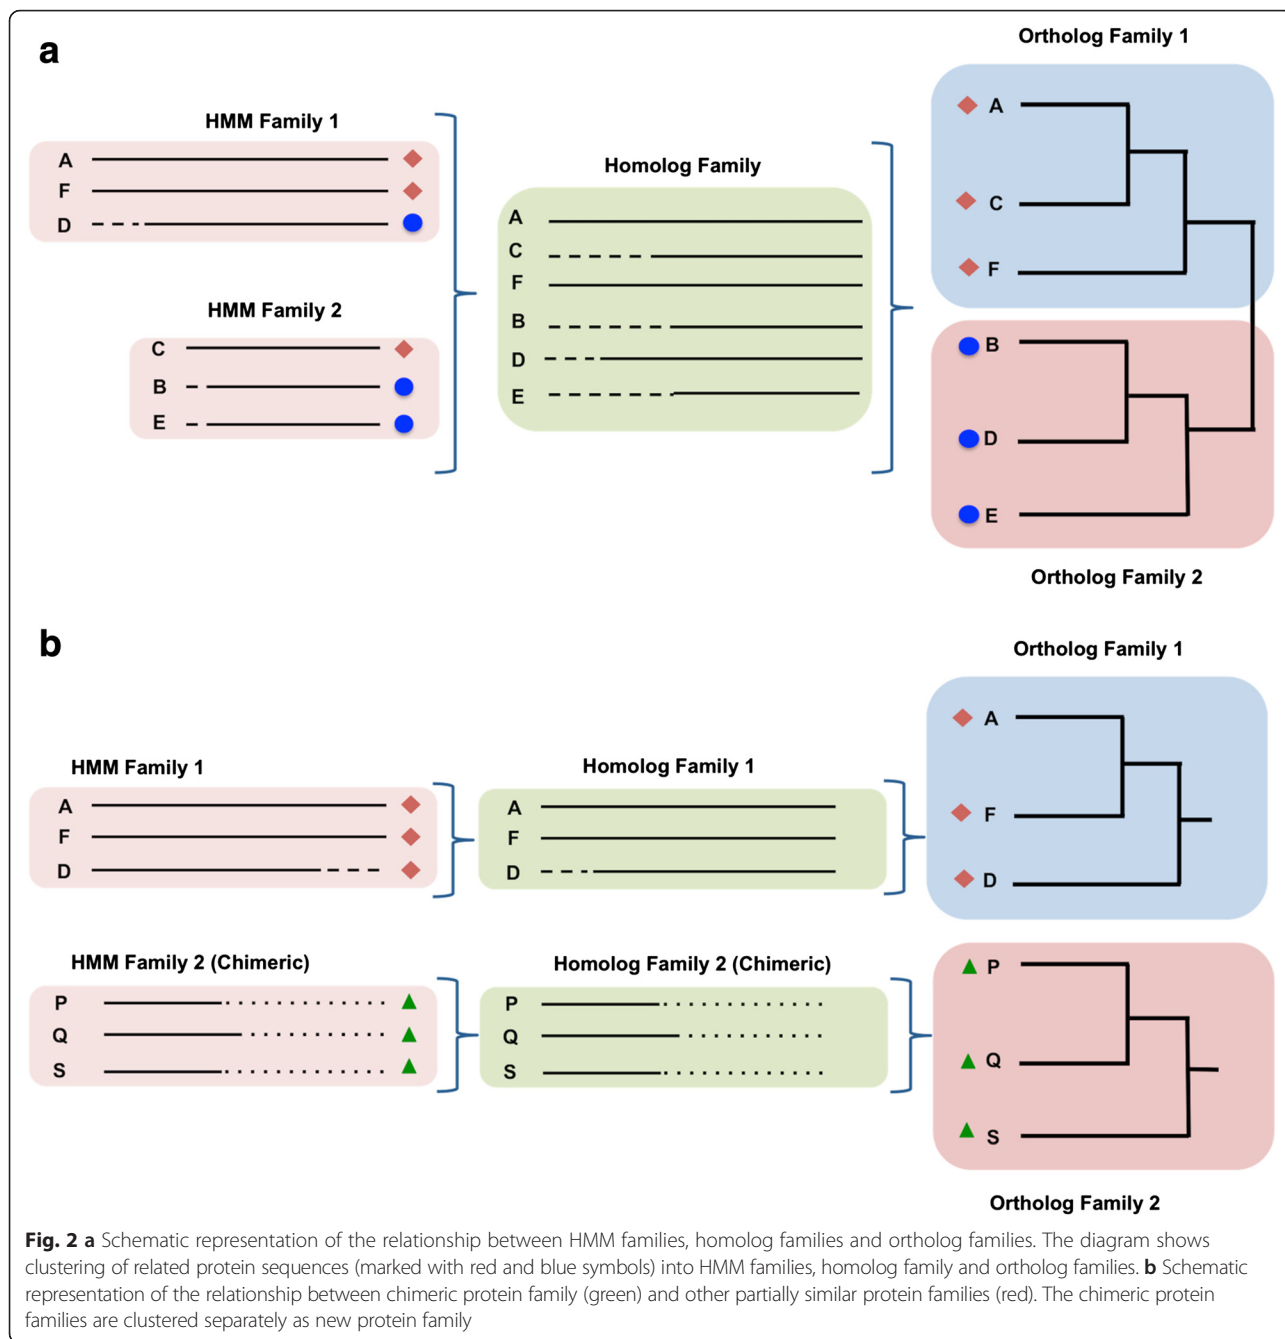 a
Ortholog Family 1
HMM Family 1
A
F
D
HMM Family 2
C
B
E
Homolog Family
A
C
F
B
D
E
A
C
F
B
D
E
Ortholog Family 2
b
Ortholog Family 1
HMM Family 1
A
F
D
Homolog Family 1
A
F
D
A
F
D
HMM Family 2 (Chimeric)
P
Q
S
Homolog Family 2 (Chimeric)
P
Q
S
P
Q
S
Ortholog Family 2
Fig. 2 a Schematic representation of the relationship between HMM families, homolog families and ortholog families. The diagram shows
clustering of related protein sequences (marked with red and blue symbols) into HMM families, homolog family and ortholog families. b Schematic
representation of the relationship between chimeric protein family (green) and other partially similar protein families (red). The chimeric protein
families are clustered separately as new protein family